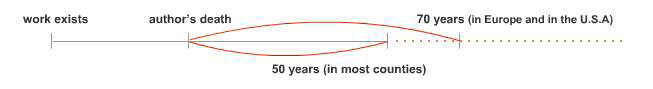 work exists author's death 70 years (in Europe and in the U.S.A)
50 years (in most counties)